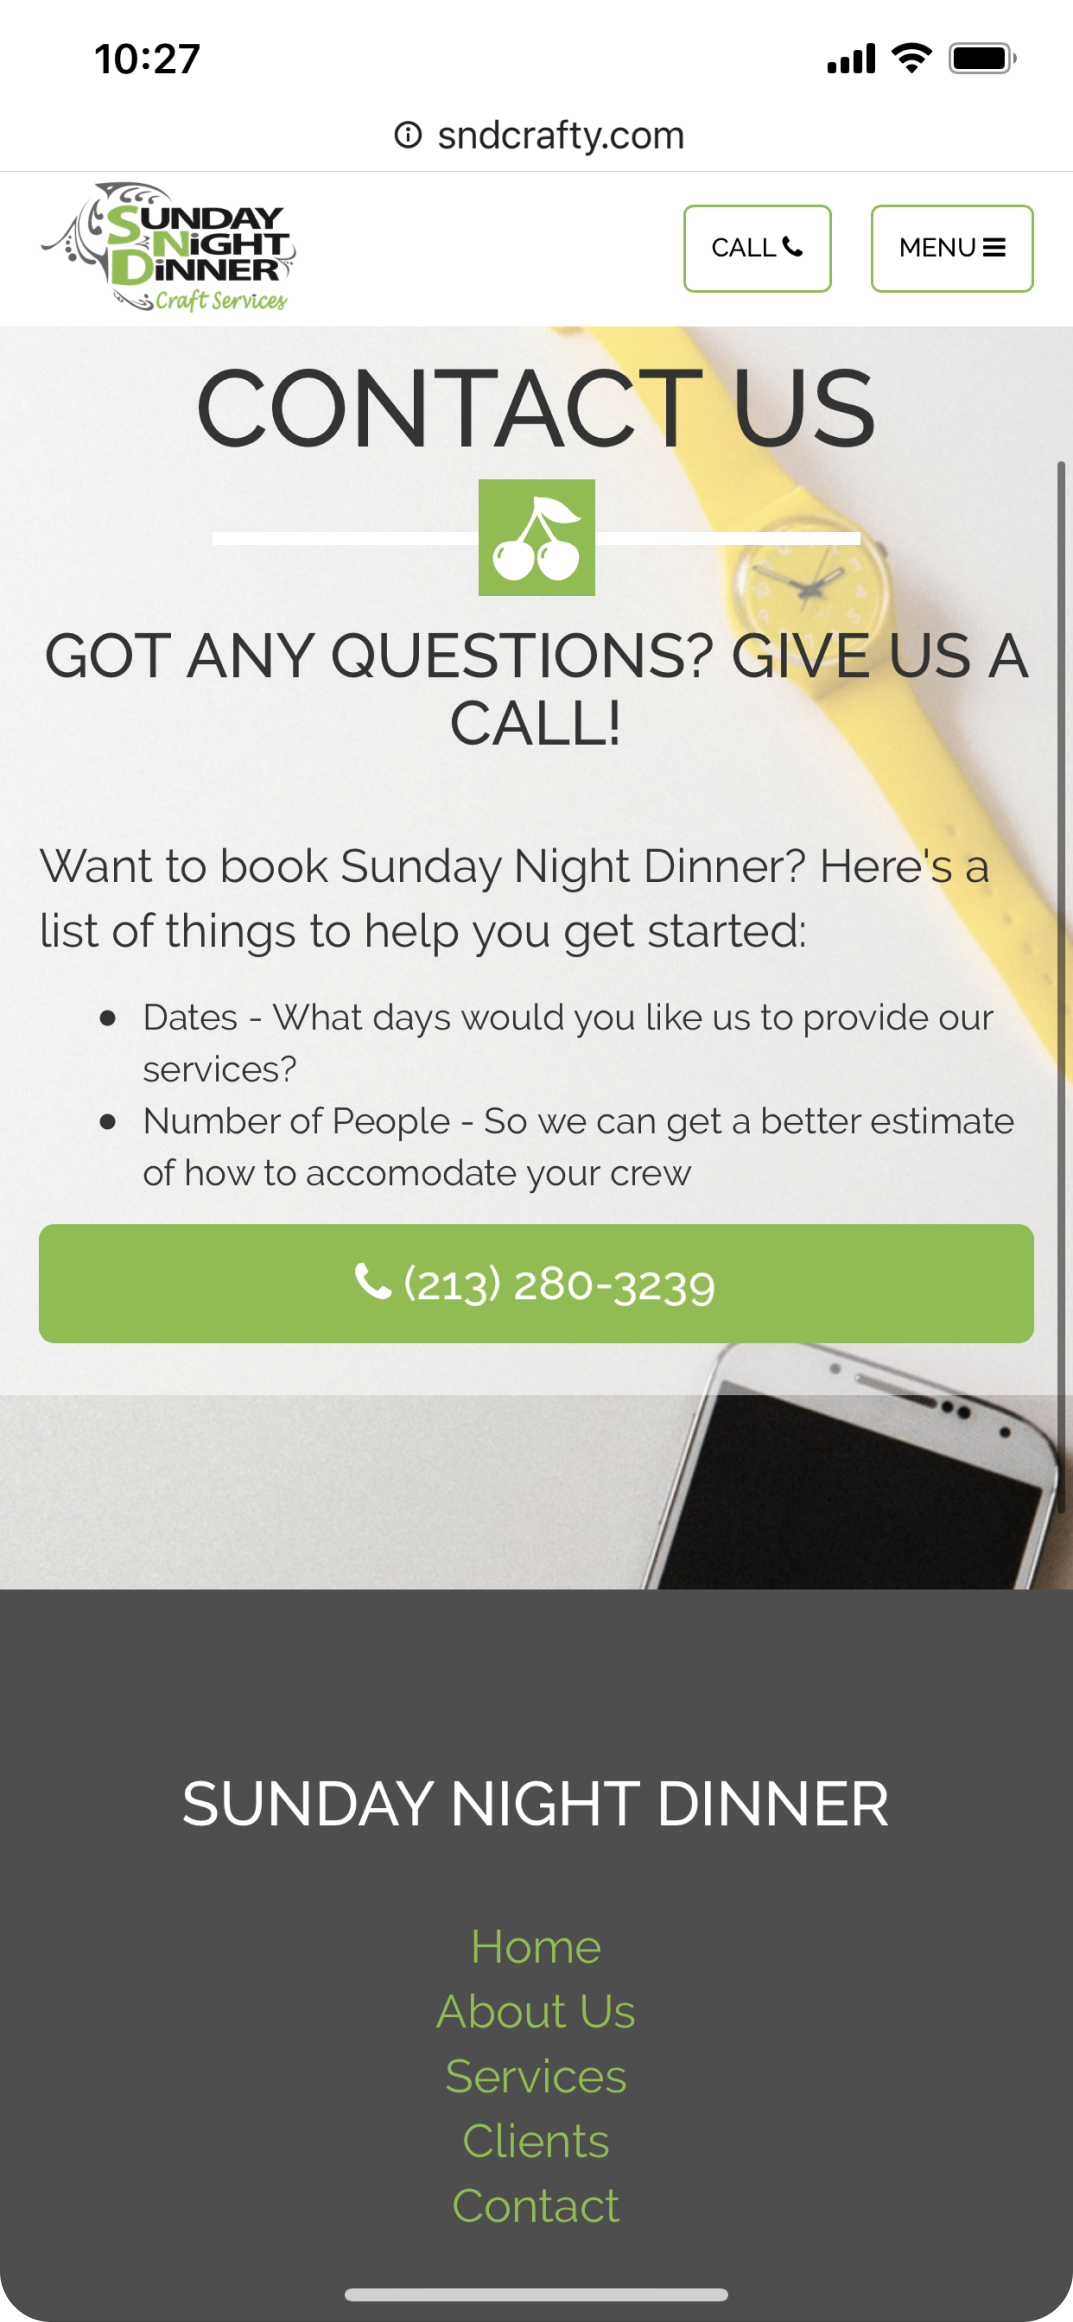 10:27
sndcrafty.com
SUNDAY
NiGHT
DiNNER
Craft Services
CALL
MENU
CONTACT US
GOT ANY QUESTIONS? GIVE US A
CALL!
Want to book Sunday Night Dinner? Here's a
list of things to help you get started:
● Dates - What days would you like us to provide our
services?
● Number of People - So we can get a better estimate
of how to accomodate your crew
(213) 280-3239
SUNDAY NIGHT DINNER
Home
About Us
Services
Clients
Contact